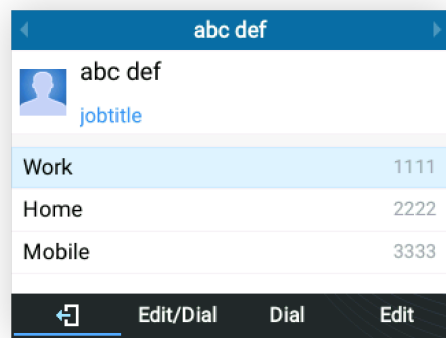 abc def
abc def
jobtitle
Work 1111
Home 2222
Mobile 3333
Edit/Dial Dial Edit